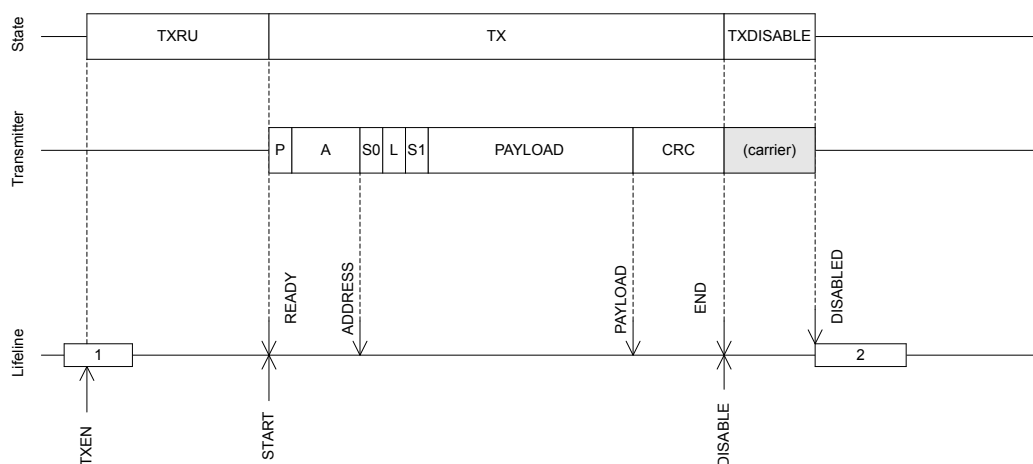 State
TXRU
TX
TXDISABLE
Transmitter
P
A
S0
L
S1
PAYLOAD
CRC
(carrier)
READY
ADDRESS
PAYLOAD
END
DISABLED
Lifeline
1
2
TXEN
START
DISABLE